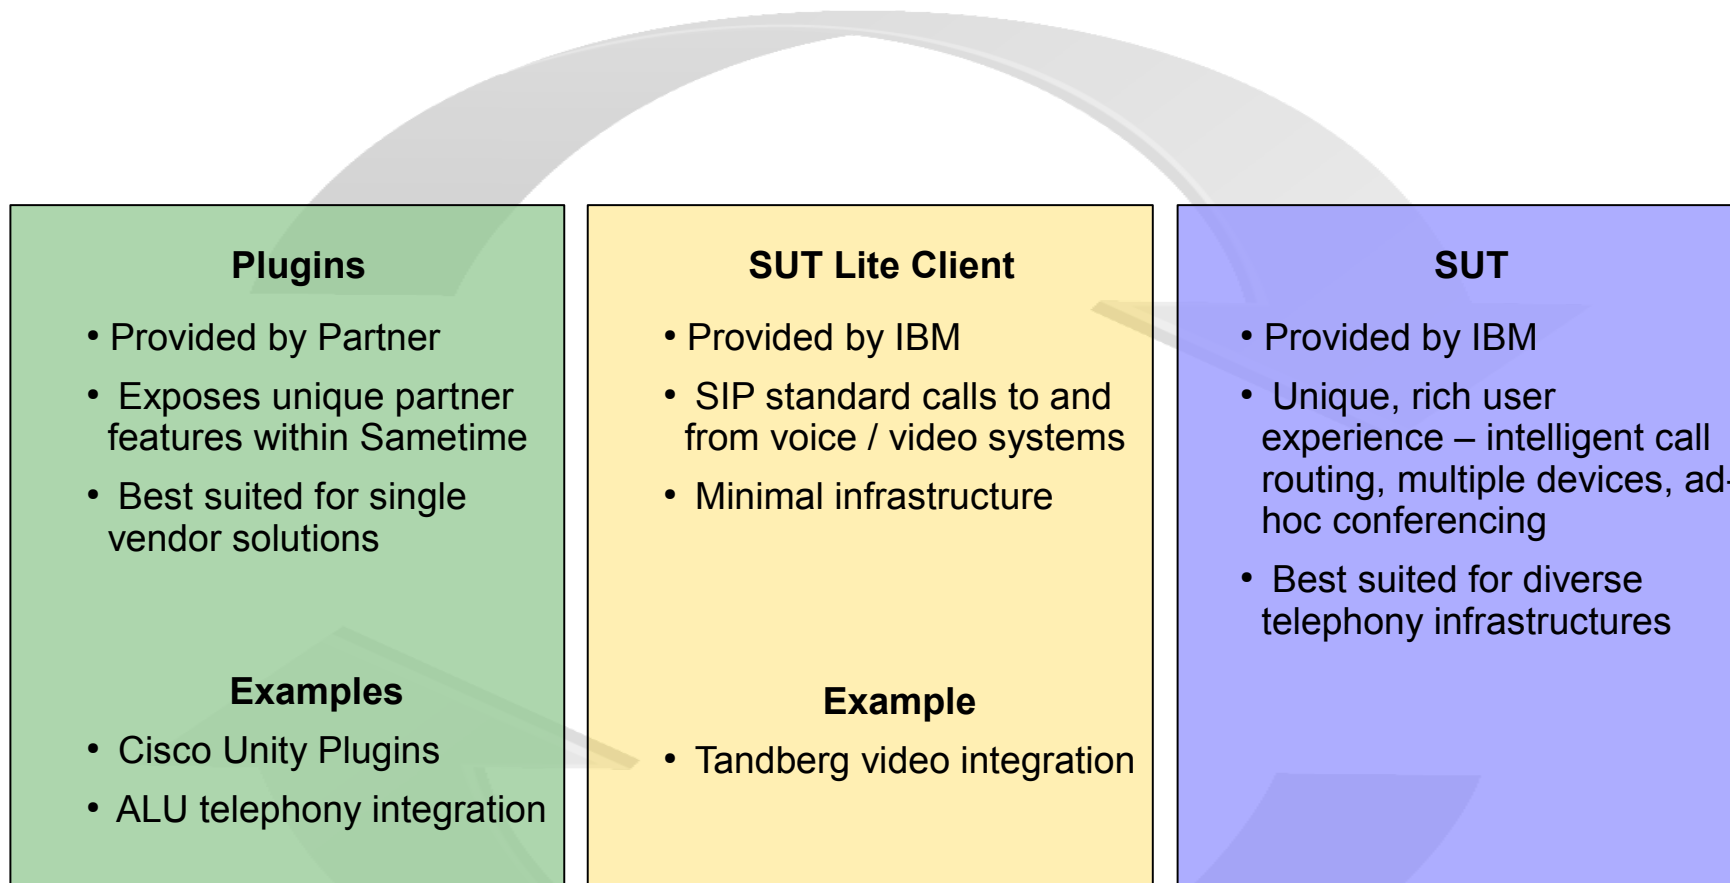 Plugins
• Provided by Partner
• Exposes unique partner
features within Sametime
• Best suited for single
vendor solutions
Examples
• Cisco Unity Plugins
• ALU telephony integration
SUT Lite Client
• Provided by IBM
• SIP standard calls to and
from voice / video systems
• Minimal infrastructure
Example
• Tandberg video integration
SUT
• Provided by IBM
• Unique, rich user
experience – intelligent call
routing, multiple devices, ad-
hoc conferencing
• Best suited for diverse
telephony infrastructures